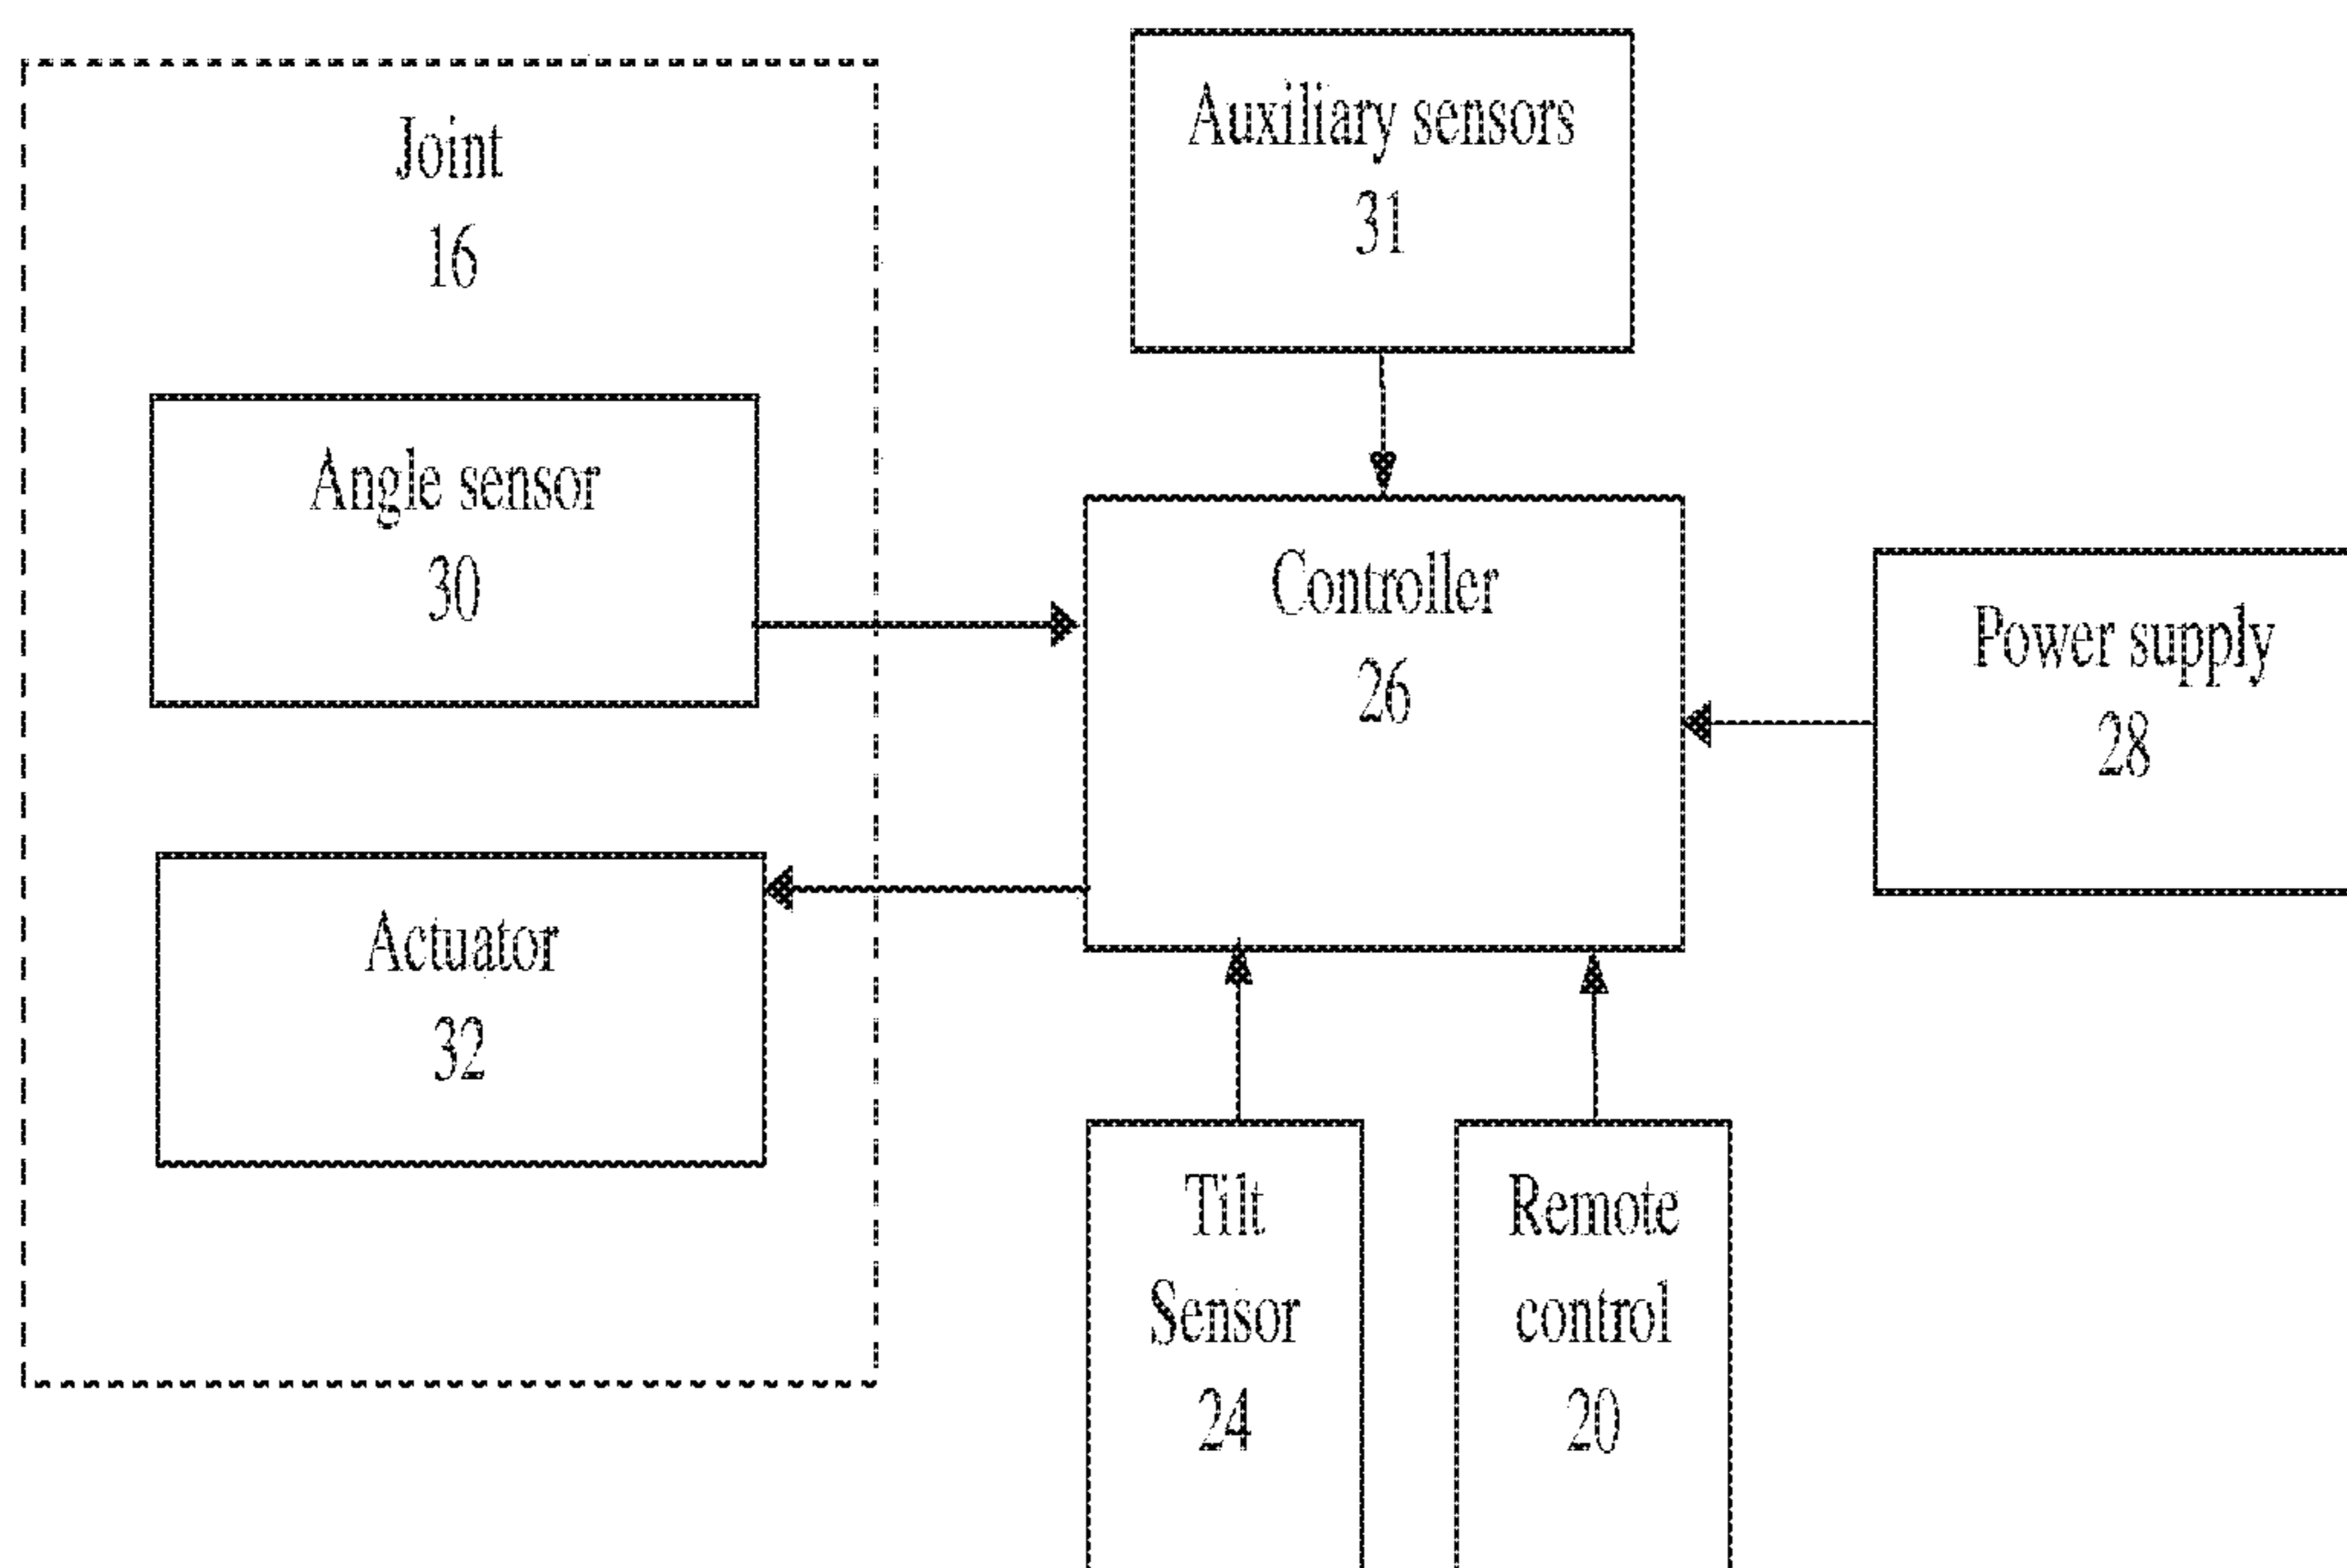 Joint
16
Angle sensor
30
Actuator
32
Auxiliary sensors
31
Controller
26
Power supply
28
Tilt
Sensor
24
Remote
control
20